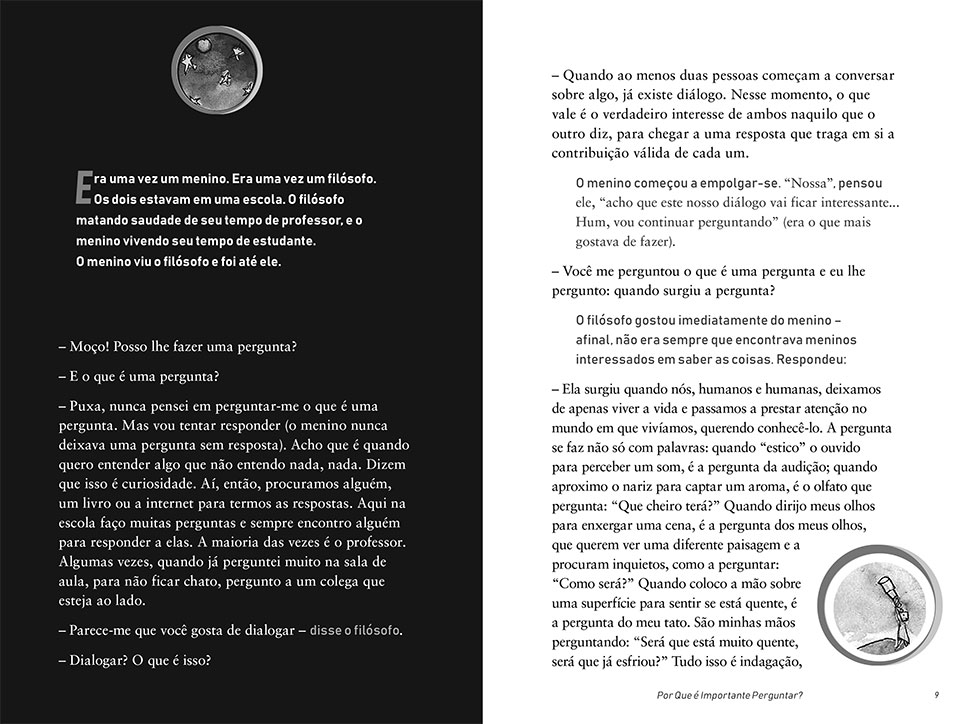 Era uma vez um menino. Era uma vez um filósofo.
Os dois estavam em uma escola. O filósofo
matando saudade de seu tempo de professor, e o
menino vivendo seu tempo de estudante.
O menino viu o filósofo e foi até ele.
– Moço! Posso lhe fazer uma pergunta?
– E o que é uma pergunta?
– Puxa, nunca pensei em perguntar-me o que é uma
pergunta. Mas vou tentar responder (o menino nunca
deixava uma pergunta sem resposta). Acho que é quando
quero entender algo que não entendo nada, nada. Dizem
que isso é curiosidade. Aí, então, procuramos alguém,
um livro ou a internet para termos as respostas. Aqui na
escola faço muitas perguntas e sempre encontro alguém
para responder a elas. A maioria das vezes é o professor.
Algumas vezes, quando já perguntei muito na sala de
aula, para não ficar chato, pergunto a um colega que
esteja ao lado.
– Parece-me que você gosta de dialogar – disse o filósofo.
– Dialogar? O que é isso?
– Quando ao menos duas pessoas começam a conversar
sobre algo, já existe diálogo. Nesse momento, o que
vale é o verdadeiro interesse de ambos naquilo que o
outro diz, para chegar a uma resposta que traga em si a
contribuição válida de cada um.
O menino começou a empolgar-se. “Nossa”, pensou
ele, “acho que este nosso diálogo vai ficar interessante...
Hum, vou continuar perguntando” (era o que mais
gostava de fazer).
– Você me perguntou o que é uma pergunta e eu lhe
pergunto: quando surgiu a pergunta?
O filósofo gostou imediatamente do menino –
afinal, não era sempre que encontrava meninos
interessados em saber as coisas. Respondeu:
– Ela surgiu quando nós, humanos e humanas, deixamos
de apenas viver a vida e passamos a prestar atenção no
mundo em que vivíamos, querendo conhecê-lo. A pergunta
se faz não só com palavras: quando “estico” o ouvido
para perceber um som, é a pergunta da audição; quando
aproximo o nariz para captar um aroma, é o olfato que
pergunta: “Que cheiro terá?” Quando dirijo meus olhos
para enxergar uma cena, é a pergunta dos meus olhos,
que querem ver uma diferente paisagem e a
procuram inquietos, como a perguntar:
“Como será?” Quando coloco a mão sobre
uma superfície para sentir se está quente, é
a pergunta do meu tato. São minhas mãos
perguntando: “Será que está muito quente,
será que já esfriou?” Tudo isso é indagação,
Por Que é Importante Perguntar? 9